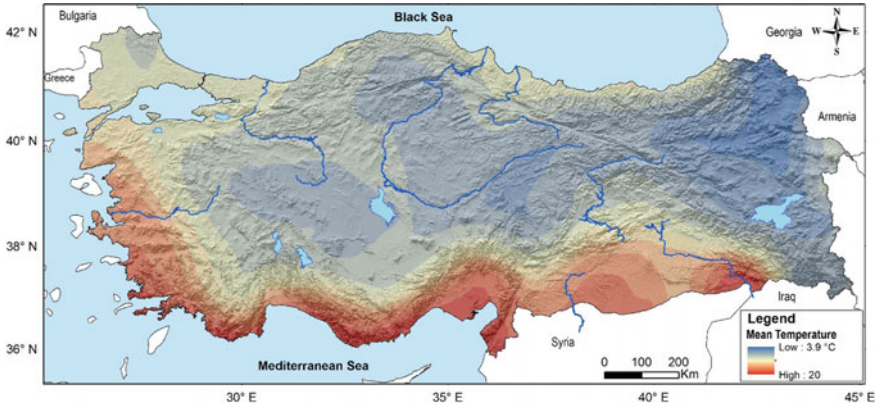 Bulgaria
Black Sea
42° N
Georgia
N
W E
S
Greece
Armenia
40° N
38° N
Iraq
Legend
Mean Temperature
Low : 3.9 °C
High : 20
Syria
36° N
Mediterranean Sea
0 50 100 200
Km
30° E
35° E
40° E
45° E